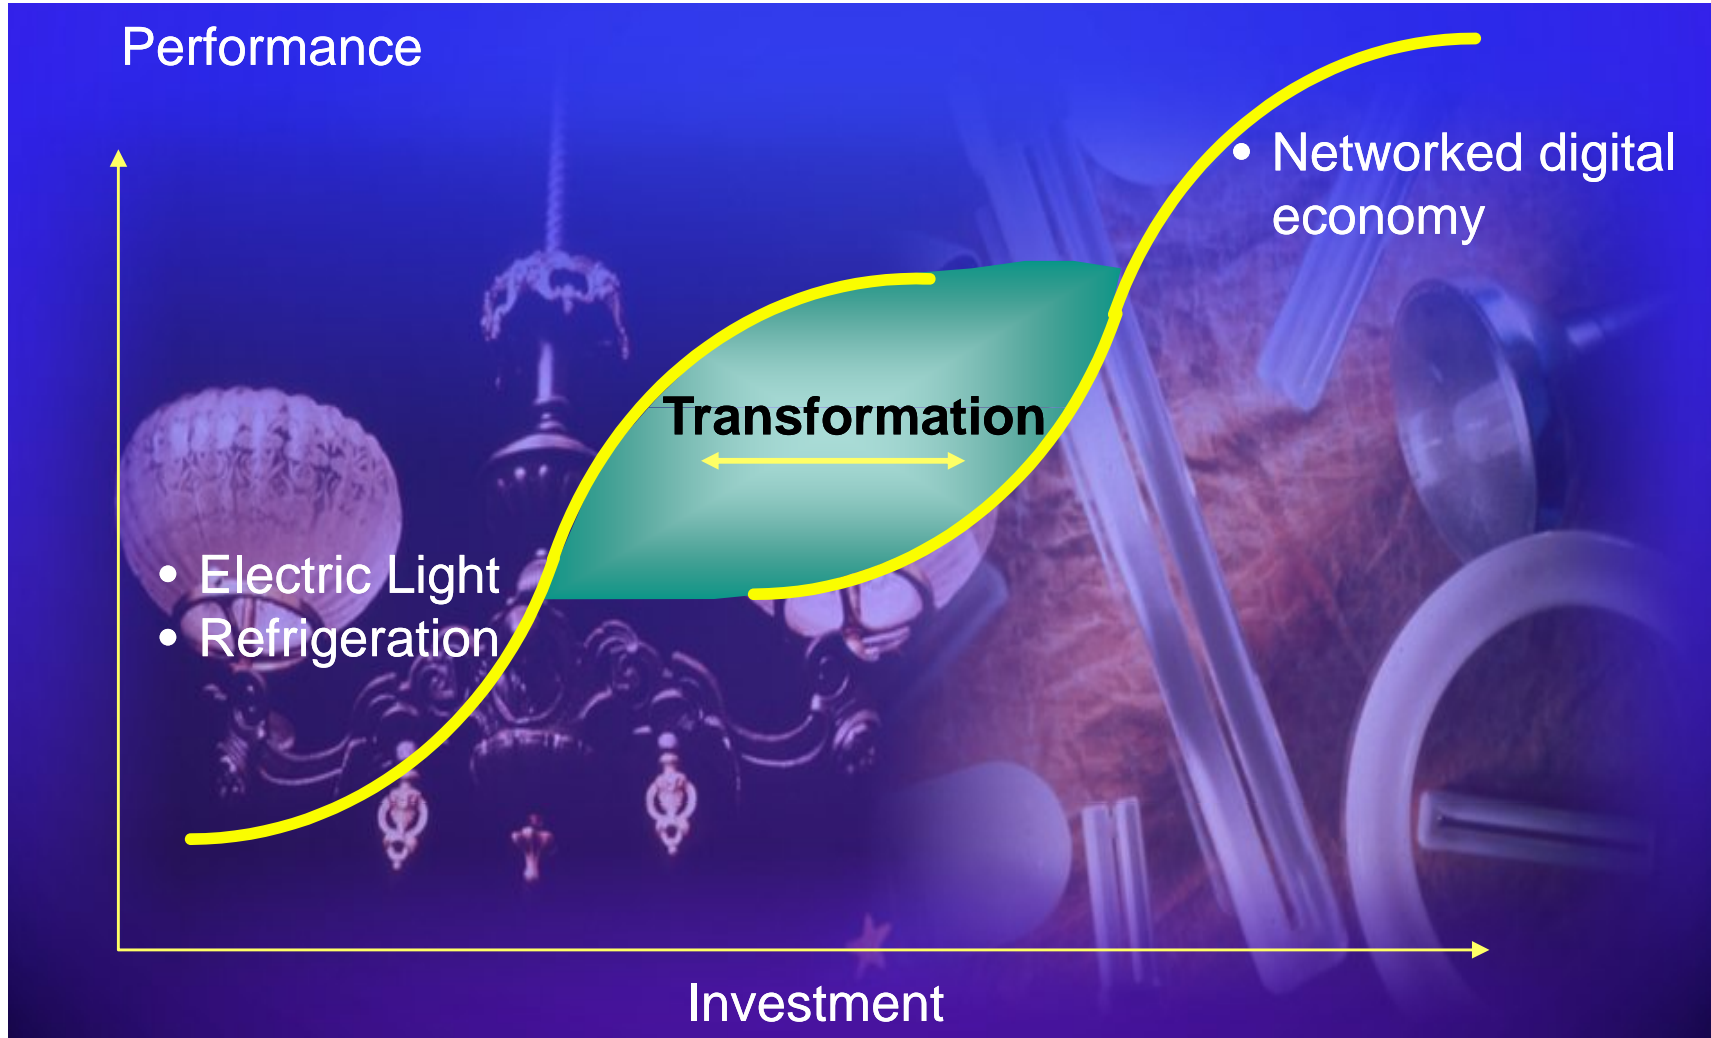 Performance
• Networked digital
economy
Transformation
• Electric Light
• Refrigeration
Investment